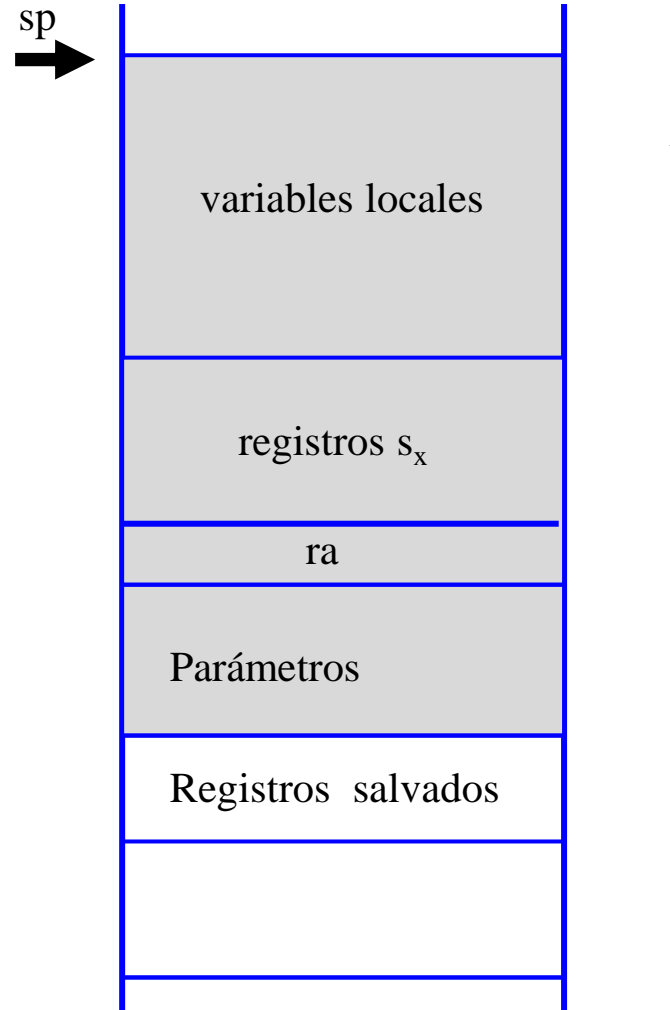 sp
variables locales
registros sₓ
ra
Parámetros
Registros salvados